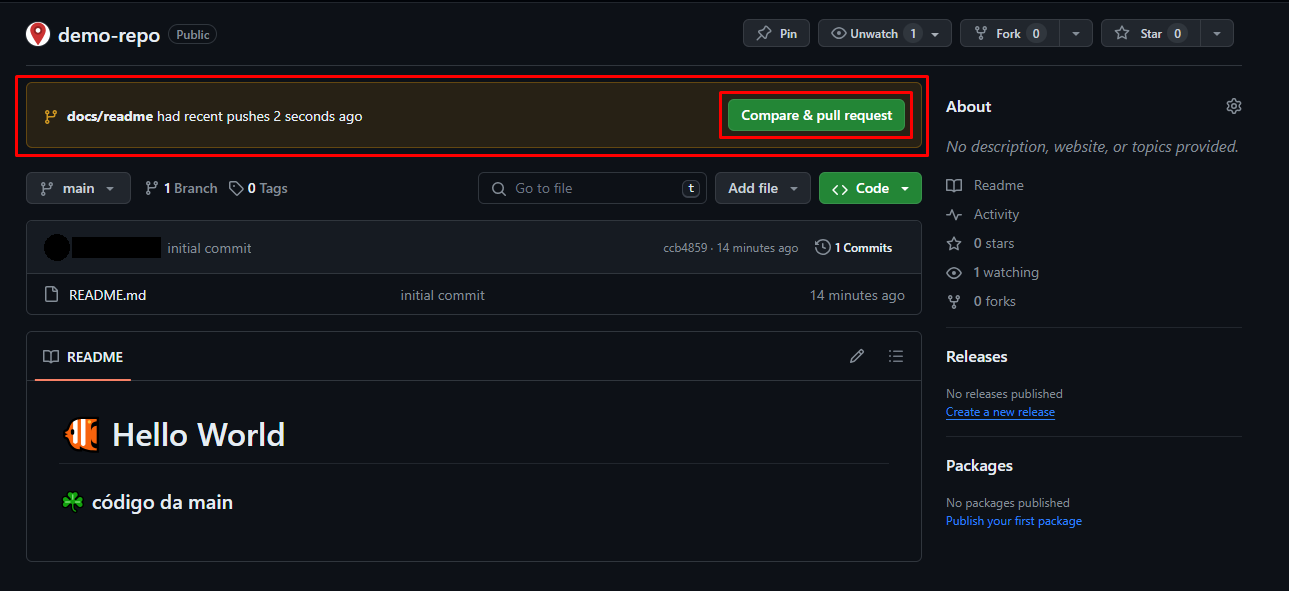 demo-repo Public Pin Unwatch 1 Fork 0 Star 0
docs/readme had recent pushes 2 seconds ago Compare & pull request
main 1 Branch 0 Tags Go to file t Add file Code
initial commit ccb4859 · 14 minutes ago 1 Commits
README.md initial commit 14 minutes ago
README
Hello World
código da main
About
No description, website, or topics provided.
Readme
Activity
0 stars
1 watching
0 forks
Releases
No releases published
Create a new release
Packages
No packages published
Publish your first package